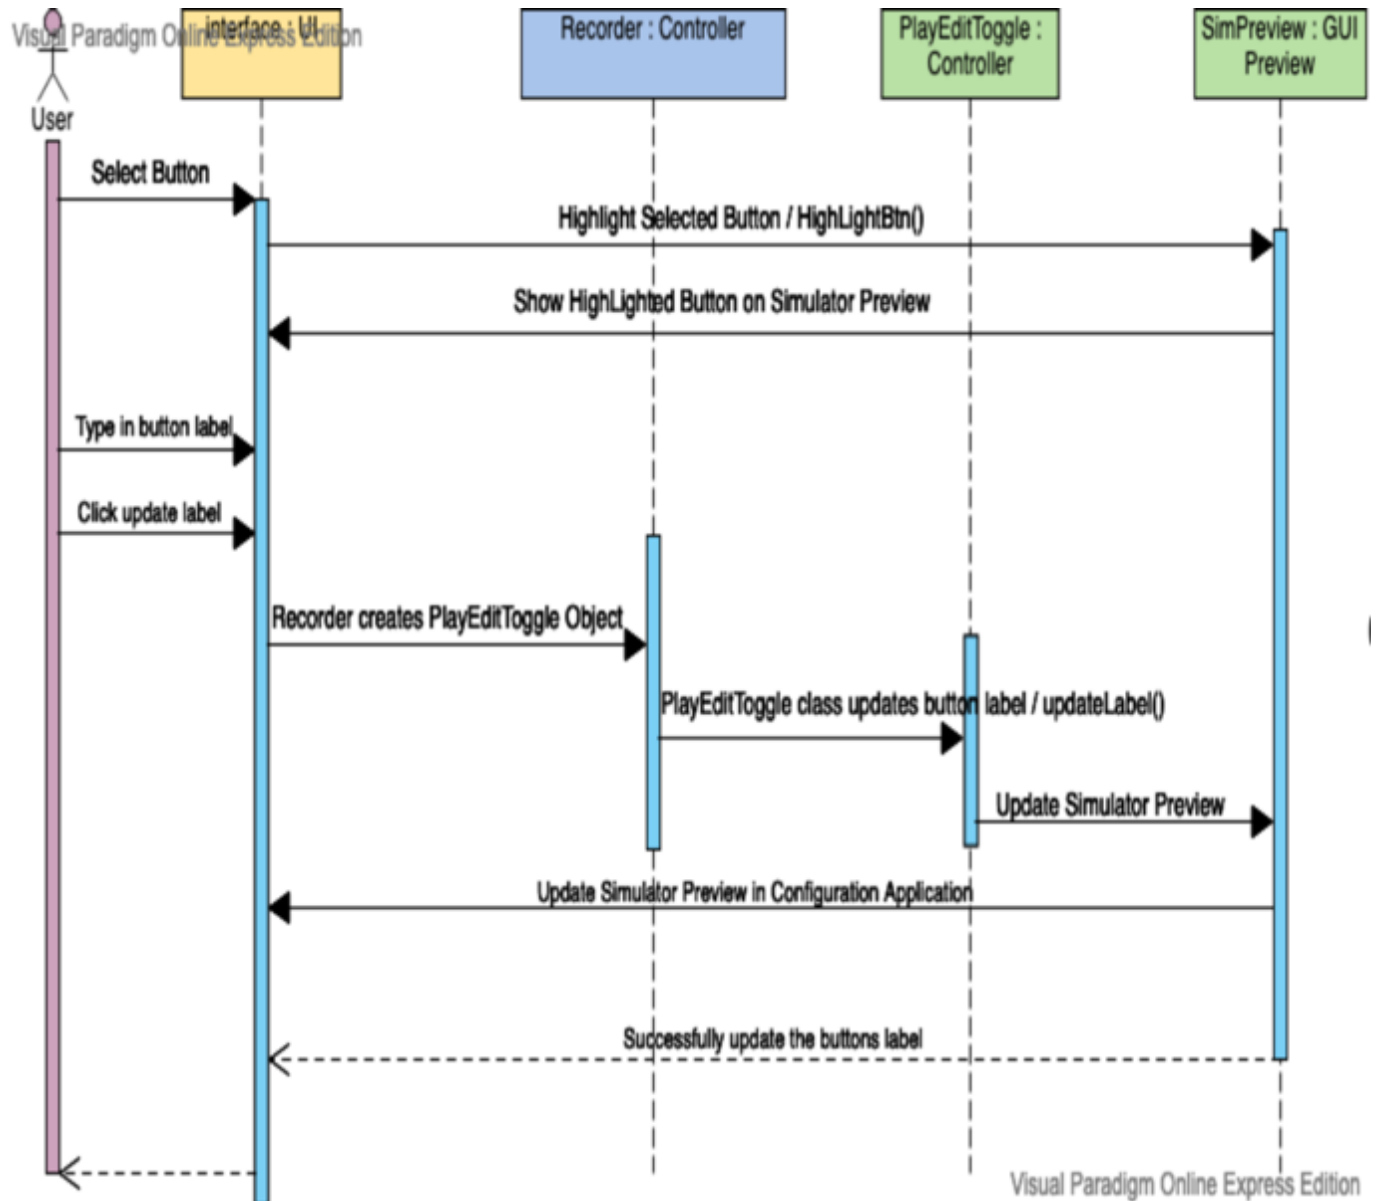 Visual Paradigm Online Express Edition
interface : UI
Recorder : Controller
PlayEditToggle :
Controller
SimPreview : GUI
Preview
User
Select Button
Highlight Selected Button / HighLightBtn()
Show HighLighted Button on Simulator Preview
Type in button label
Click update label
Recorder creates PlayEditToggle Object
PlayEditToggle class updates button label / updateLabel()
Update Simulator Preview
Update Simulator Preview in Configuration Application
Successfully update the buttons label
Visual Paradigm Online Express Edition